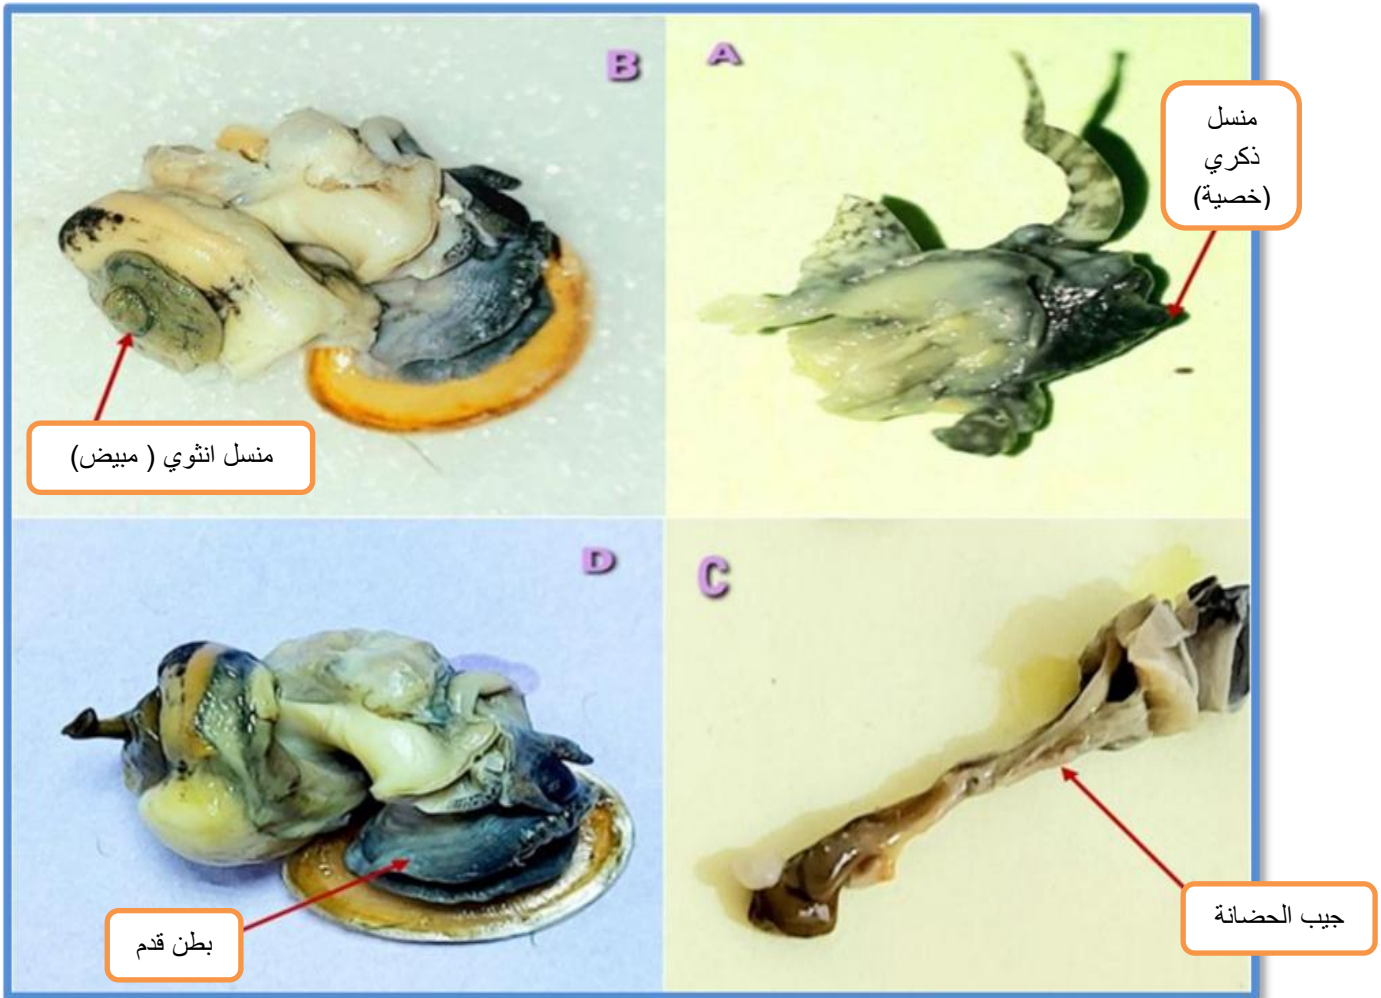 B
A
منسل
ذكري
(خصية)
منسل انثوي ( مبيض)
D
C
بطن قدم
جيب الحضانة